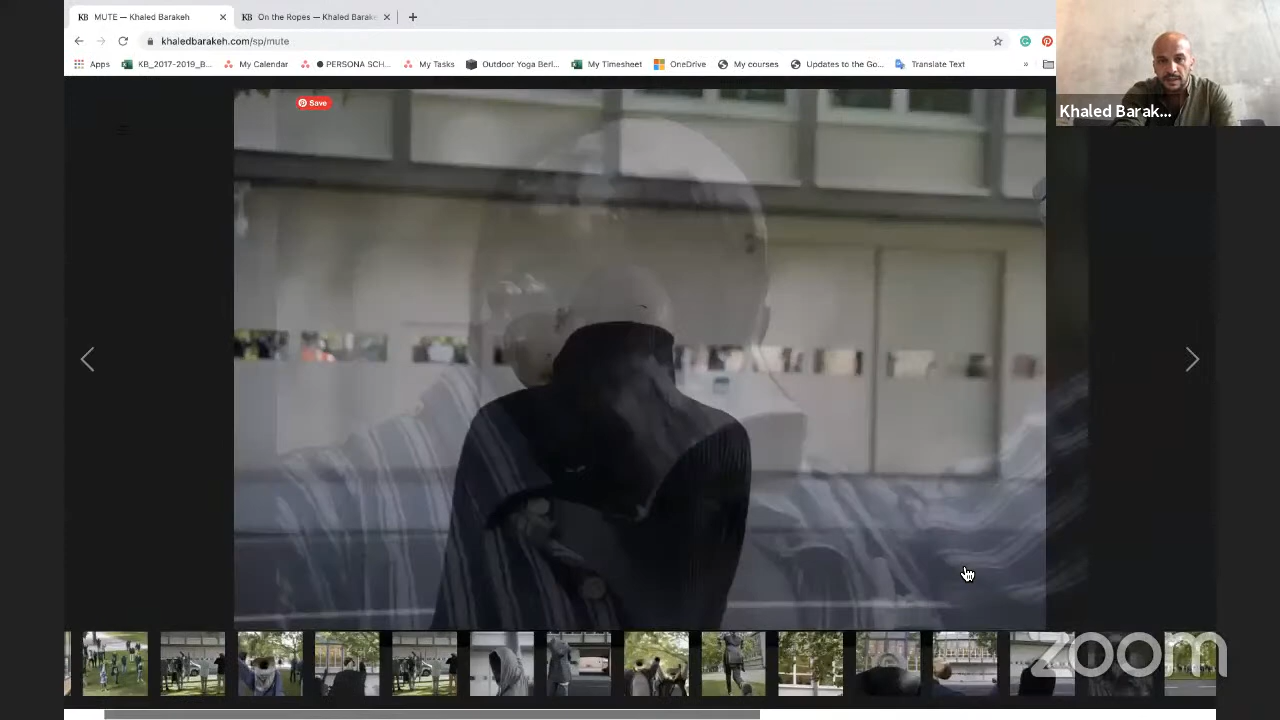 KB MUTE — Khaled Barakeh
KB On the Ropes — Khaled Barake
khaledbarakeh.com/sp/mute
Apps KB_2017-2019_B... My Calendar PERSONA SCH... My Tasks Outdoor Yoga Berl... My Timesheet OneDrive My courses Updates to the Go... Translate Text »
Save
Khaled Barak...
zoom